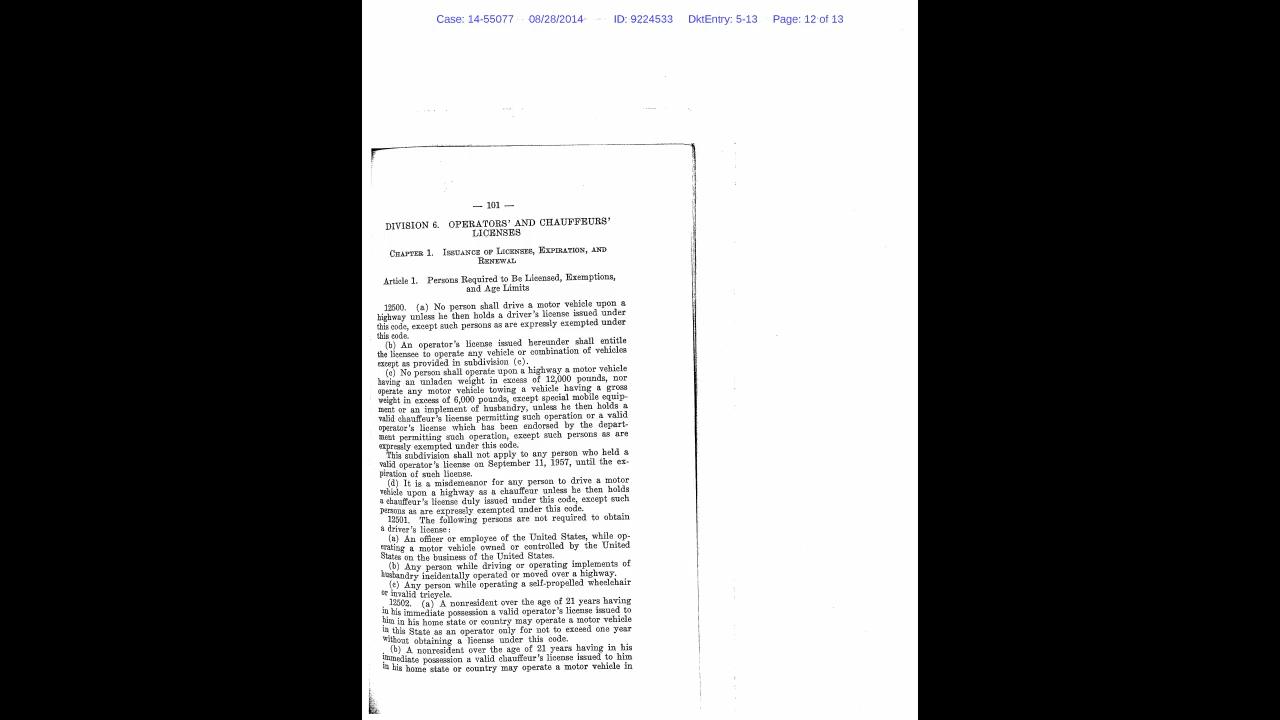 Case: 14-55077 08/28/2014 ID: 9224533 DktEntry: 5-13 Page: 12 of 13
— 101 —
DIVISION 6. OPERATORS' AND CHAUFFEURS'
LICENSES
CHAPTER 1. ISSUANCE OF LICENSES, EXPIRATION, AND
RENEWAL
Article 1. Persons Required to Be Licensed, Exemptions,
and Age Limits
12500. (a) No person shall drive a motor vehicle upon a
highway unless he then holds a driver's license issued under
this code, except such persons as are expressly exempted under
this code.
(b) An operator's license issued hereunder shall entitle
the licensee to operate any vehicle or combination of vehicles
except as provided in subdivision (c).
(c) No person shall operate upon a highway a motor vehicle
having an unladen weight in excess of 12,000 pounds, nor
operate any motor vehicle towing a vehicle having a gross
weight in excess of 6,000 pounds, except special mobile equip-
ment or an implement of husbandry, unless he then holds a
valid chauffeur's license permitting such operation or a valid
operator's license which has been endorsed by the depart-
ment permitting such operation, except such persons as are
expressly exempted under this code.
This subdivision shall not apply to any person who held a
valid operator's license on September 11, 1957, until the ex-
piration of such license.
(d) It is a misdemeanor for any person to drive a motor
vehicle upon a highway as a chauffeur unless he then holds
a chauffeur's license duly issued under this code, except such
persons as are expressly exempted under this code.
12501. The following persons are not required to obtain
a driver's license:
(a) An officer or employee of the United States, while op-
erating a motor vehicle owned or controlled by the United
States on the business of the United States.
(b) Any person while driving or operating implements of
husbandry incidentally operated or moved over a highway.
(c) Any person while operating a self-propelled wheelchair
or invalid tricycle.
12502. (a) A nonresident over the age of 21 years having
in his immediate possession a valid operator's license issued to
him in his home state or country may operate a motor vehicle
in this State as an operator only for not to exceed one year
without obtaining a license under this code.
(b) A nonresident over the age of 21 years having in his
immediate possession a valid chauffeur's license issued to him
in his home state or country may operate a motor vehicle in